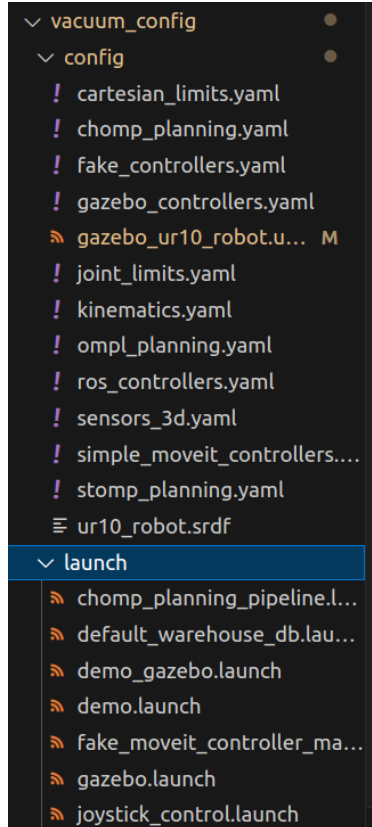 vacuum_config
config
! cartesian_limits.yaml
! chomp_planning.yaml
! fake_controllers.yaml
! gazebo_controllers.yaml
gazebo_ur10_robot.u... M
! joint_limits.yaml
! kinematics.yaml
! ompl_planning.yaml
! ros_controllers.yaml
! sensors_3d.yaml
! simple_moveit_controllers....
! stomp_planning.yaml
ur10_robot.srdf
launch
chomp_planning_pipeline.l...
default_warehouse_db.lau...
demo_gazebo.launch
demo.launch
fake_moveit_controller_ma...
gazebo.launch
joystick_control.launch